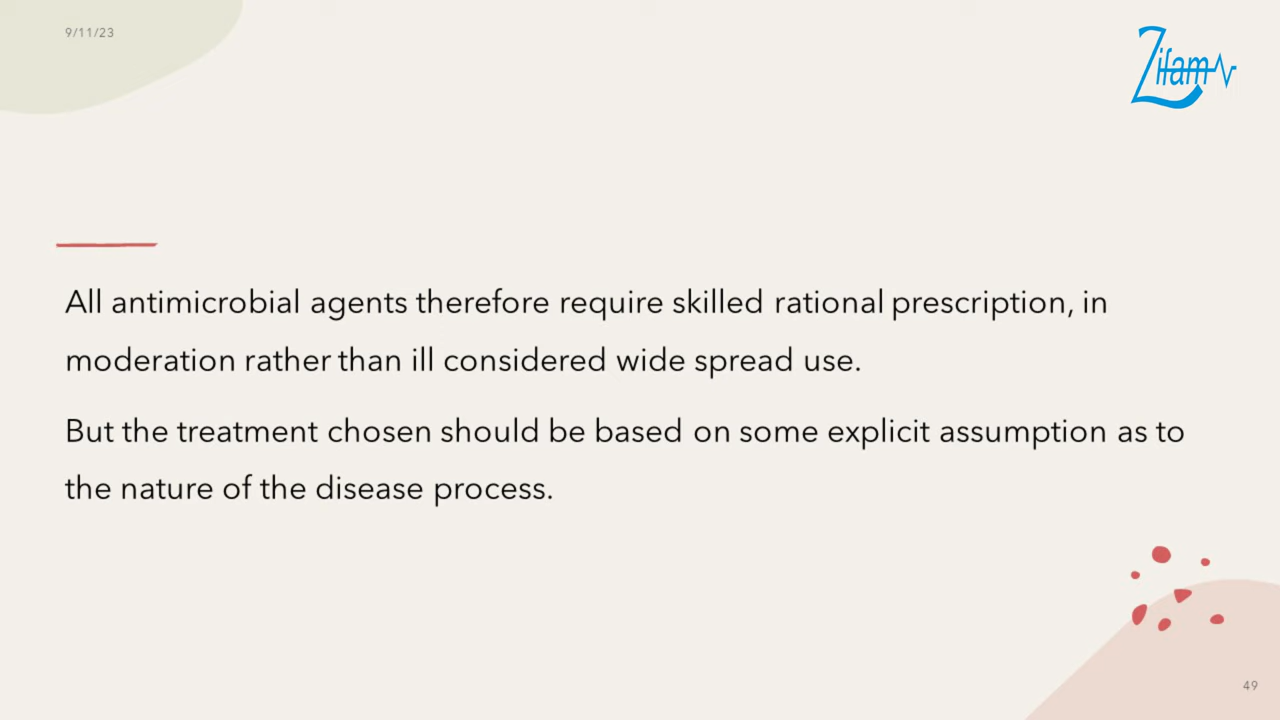 9/11/23
Zifam
All antimicrobial agents therefore require skilled rational prescription, in
moderation rather than ill considered wide spread use.
But the treatment chosen should be based on some explicit assumption as to
the nature of the disease process.
49